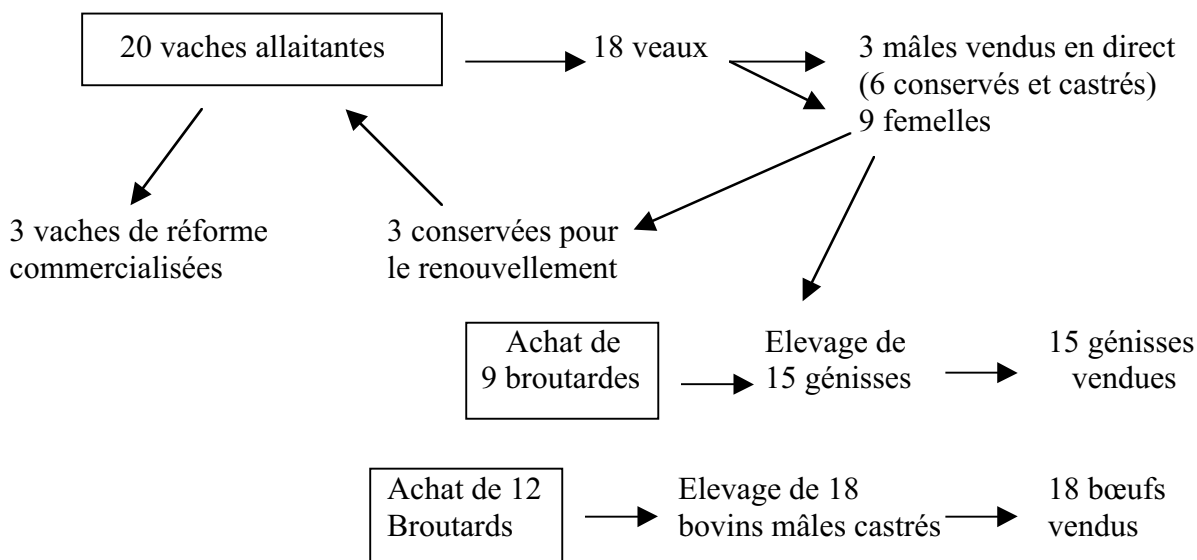 20 vaches allaitantes
18 veaux
3 mâles vendus en direct
(6 conservés et castrés)
9 femelles
3 vaches de réforme
commercialisées
3 conservées pour
le renouvellement
Achat de
9 broutardes
Elevage de
15 génisses
15 génisses
vendues
Achat de 12
Broutards
Elevage de 18
bovins mâles castrés
18 bœufs
vendus